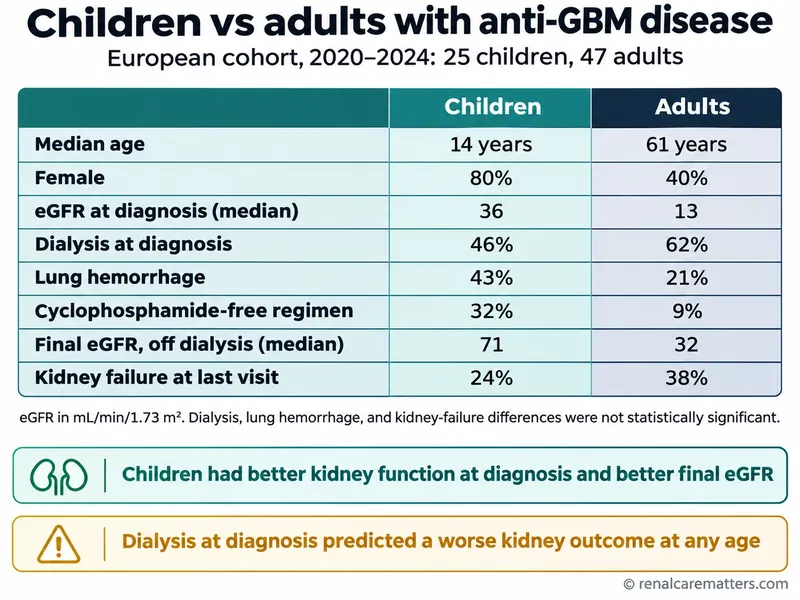 Children vs adults with anti-GBM disease
European cohort, 2020–2024: 25 children, 47 adults
Children Adults
Median age 14 years 61 years
Female 80% 40%
eGFR at diagnosis (median) 36 13
Dialysis at diagnosis 46% 62%
Lung hemorrhage 43% 21%
Cyclophosphamide-free regimen 32% 9%
Final eGFR, off dialysis (median) 71 32
Kidney failure at last visit 24% 38%
eGFR in mL/min/1.73 m². Dialysis, lung hemorrhage, and kidney-failure differences were not statistically significant.
Children had better kidney function at diagnosis and better final eGFR
Dialysis at diagnosis predicted a worse kidney outcome at any age
© renalcarematters.com